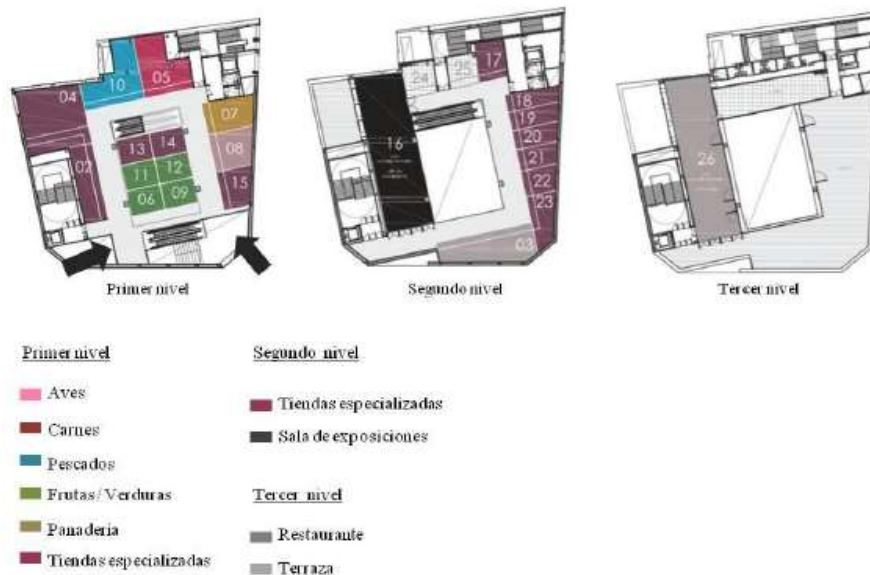 10
05
04
07
13
14
08
02
11
12
15
06
09
24
25
17
18
19
20
16
21
22
23
03
26
Primer nivel
Segundo nivel
Tercer nivel
Primer nivel
Segundo nivel
Aves
Tiendas especializadas
Carnes
Sala de exposiciones
Pescados
Frutas / Verduras
Tercer nivel
Panaderia
Restaurante
Tiendas especializadas
Terraza